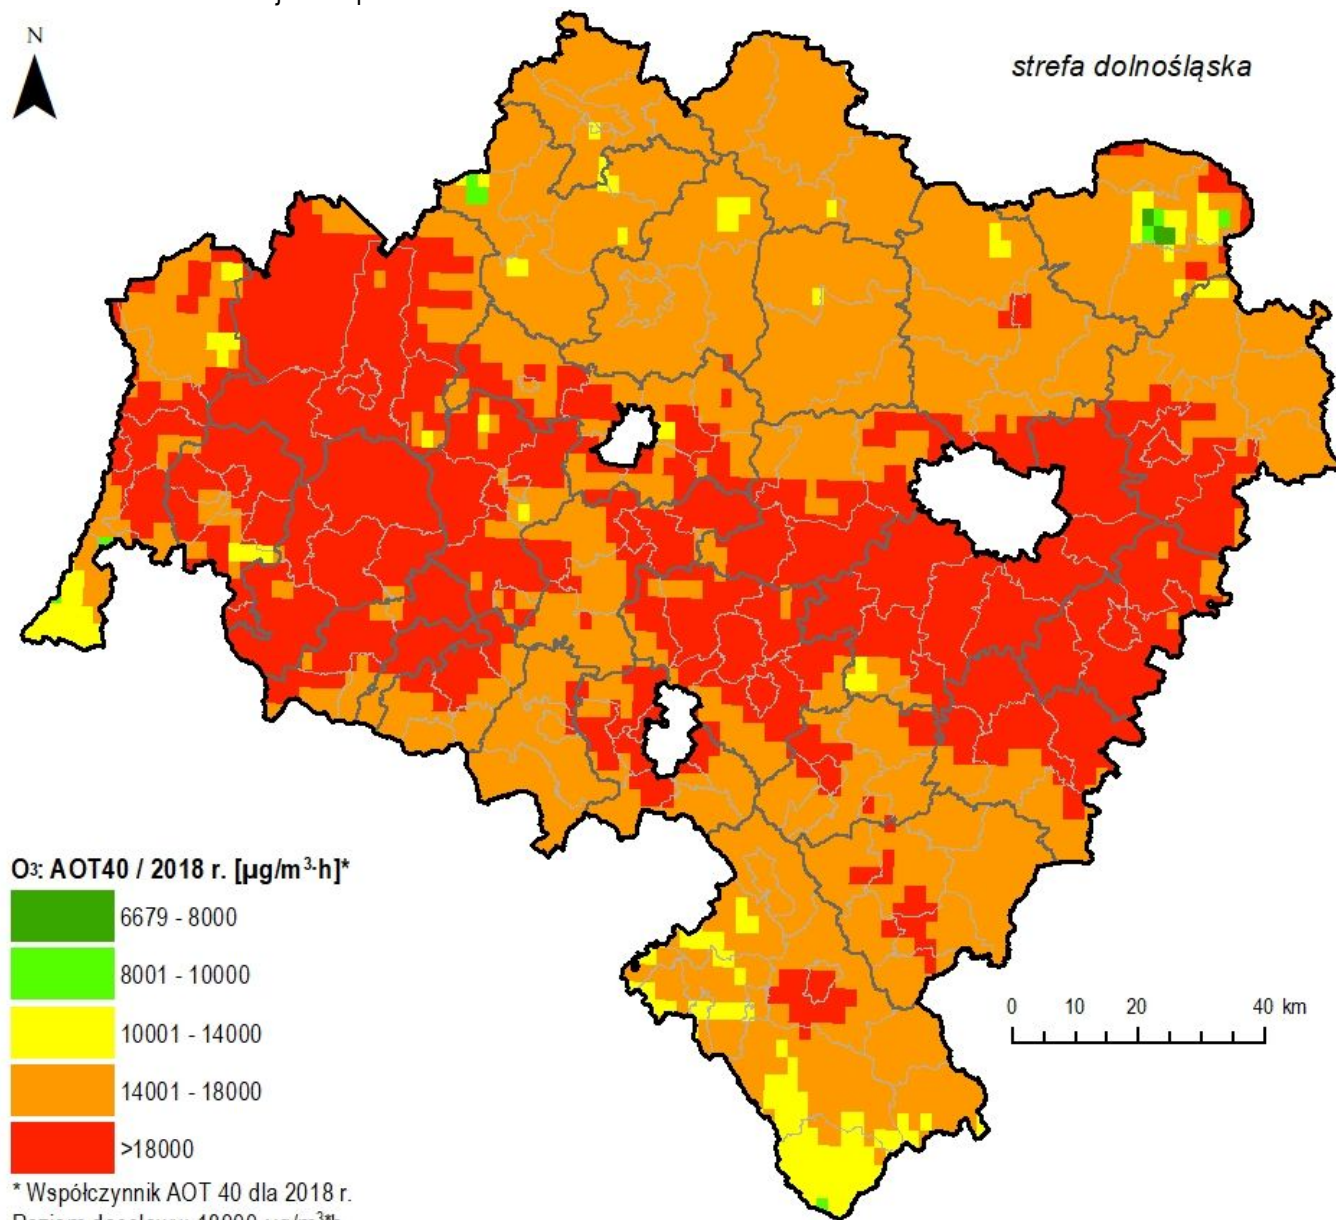 N
strefa dolnośląska
O₃: AOT40 / 2018 r. [µg/m³·h]*
6679 - 8000
8001 - 10000
10001 - 14000
14001 - 18000
>18000
0 10 20 40 km
* Współczynnik AOT 40 dla 2018 r.